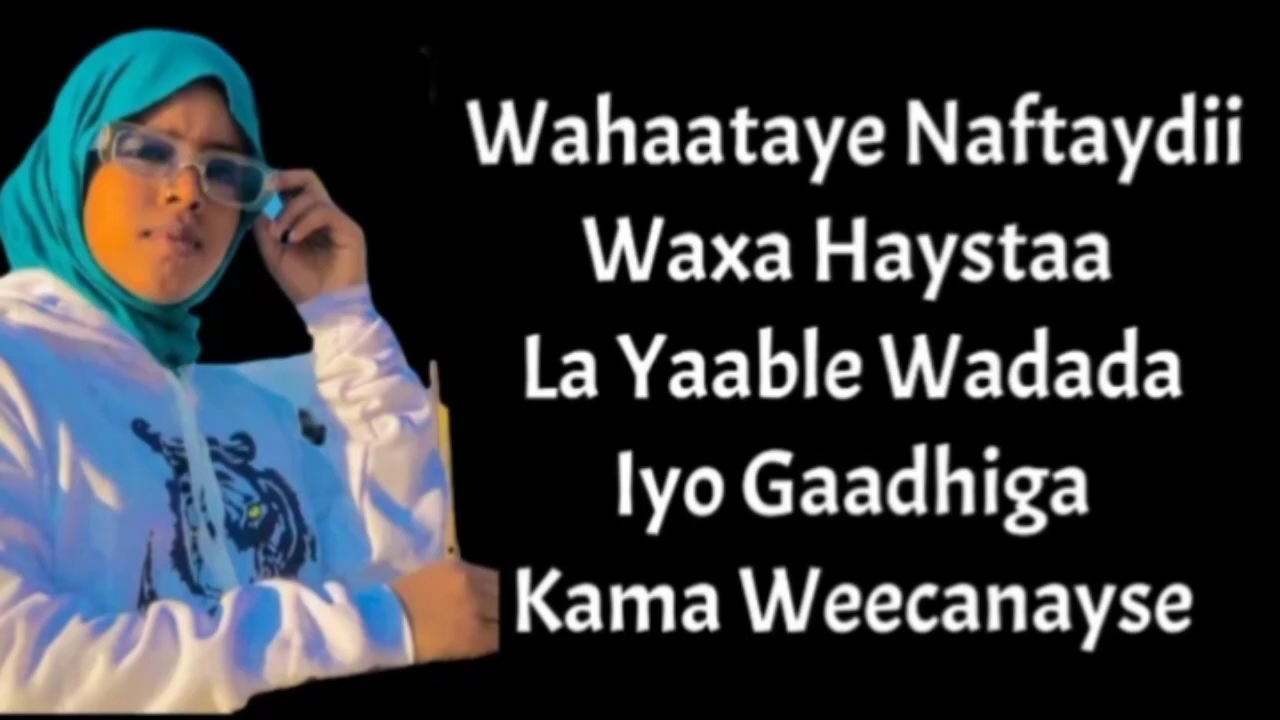 Wahaataye Naftaydii
Waxa Haystaa
La Yaable Wadada
Iyo Gaadhiga
Kama Weecanayse